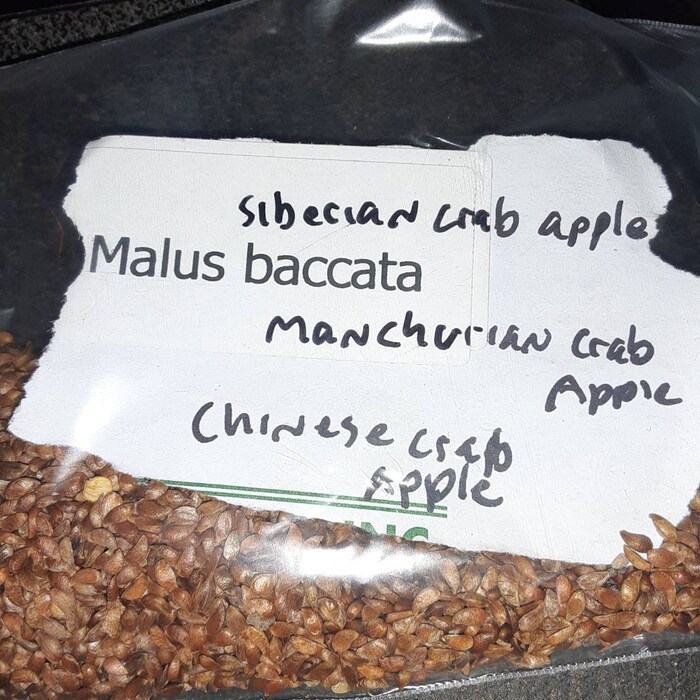 Siberian crab apple
Malus baccata
Manchurian crab
Apple
Chinese crab
Apple